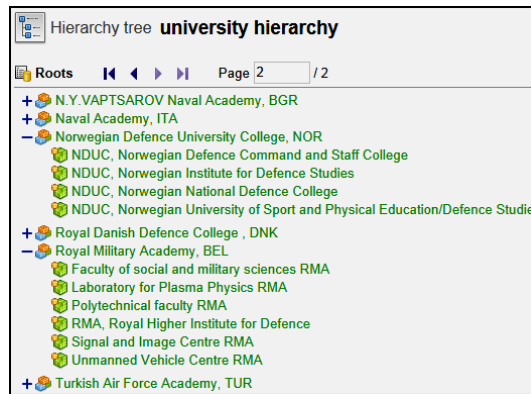 Hierarchy tree university hierarchy
Roots Page 2 / 2
N.Y.VAPTSAROV Naval Academy, BGR
Naval Academy, ITA
Norwegian Defence University College, NOR
NDUC, Norwegian Defence Command and Staff College
NDUC, Norwegian Institute for Defence Studies
NDUC, Norwegian National Defence College
NDUC, Norwegian University of Sport and Physical Education/Defence Studie
Royal Danish Defence College , DNK
Royal Military Academy, BEL
Faculty of social and military sciences RMA
Laboratory for Plasma Physics RMA
Polytechnical faculty RMA
RMA, Royal Higher Institute for Defence
Signal and Image Centre RMA
Unmanned Vehicle Centre RMA
Turkish Air Force Academy, TUR